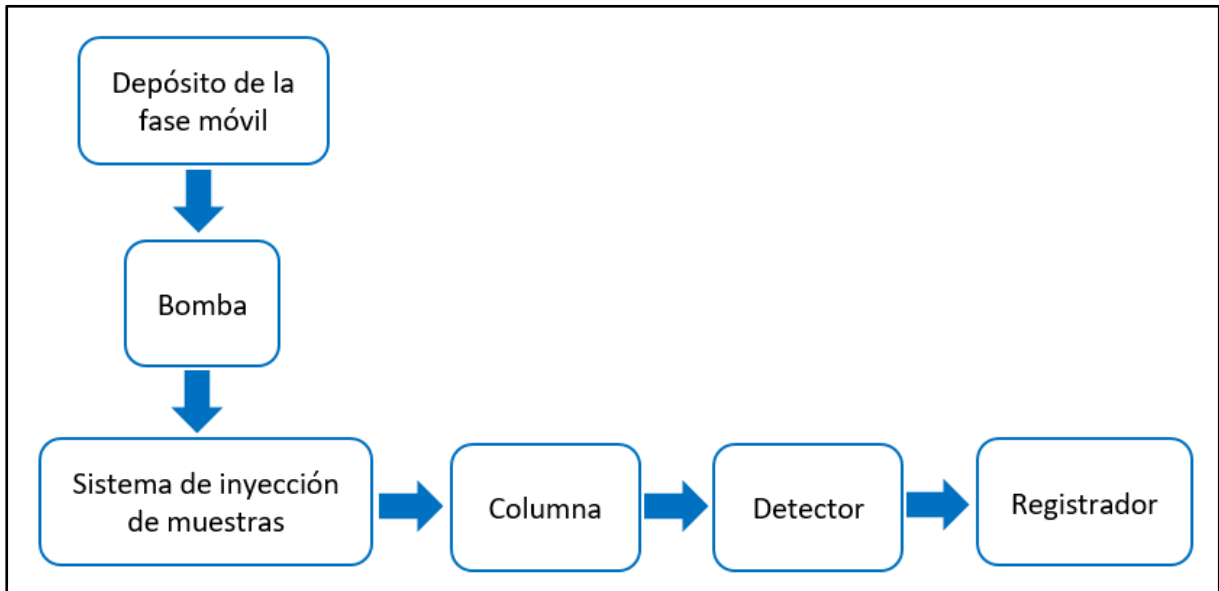 Depósito de la
fase móvil
Bomba
Sistema de inyección
de muestras
Columna
Detector
Registrador